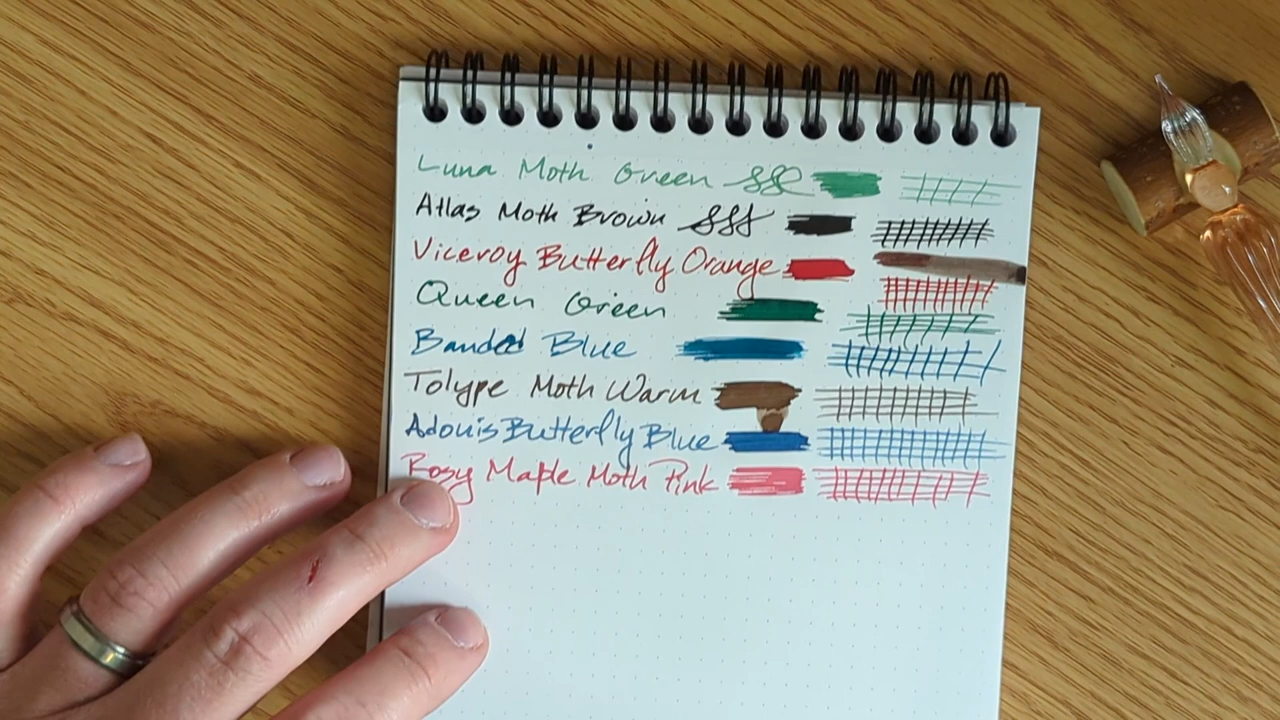 Luna Moth Green
Atlas Moth Brown
Viceroy Butterfly Orange
Queen Green
Banded Blue
Tolype Moth Warm
Adonis Butterfly Blue
Rosy Maple Moth Pink